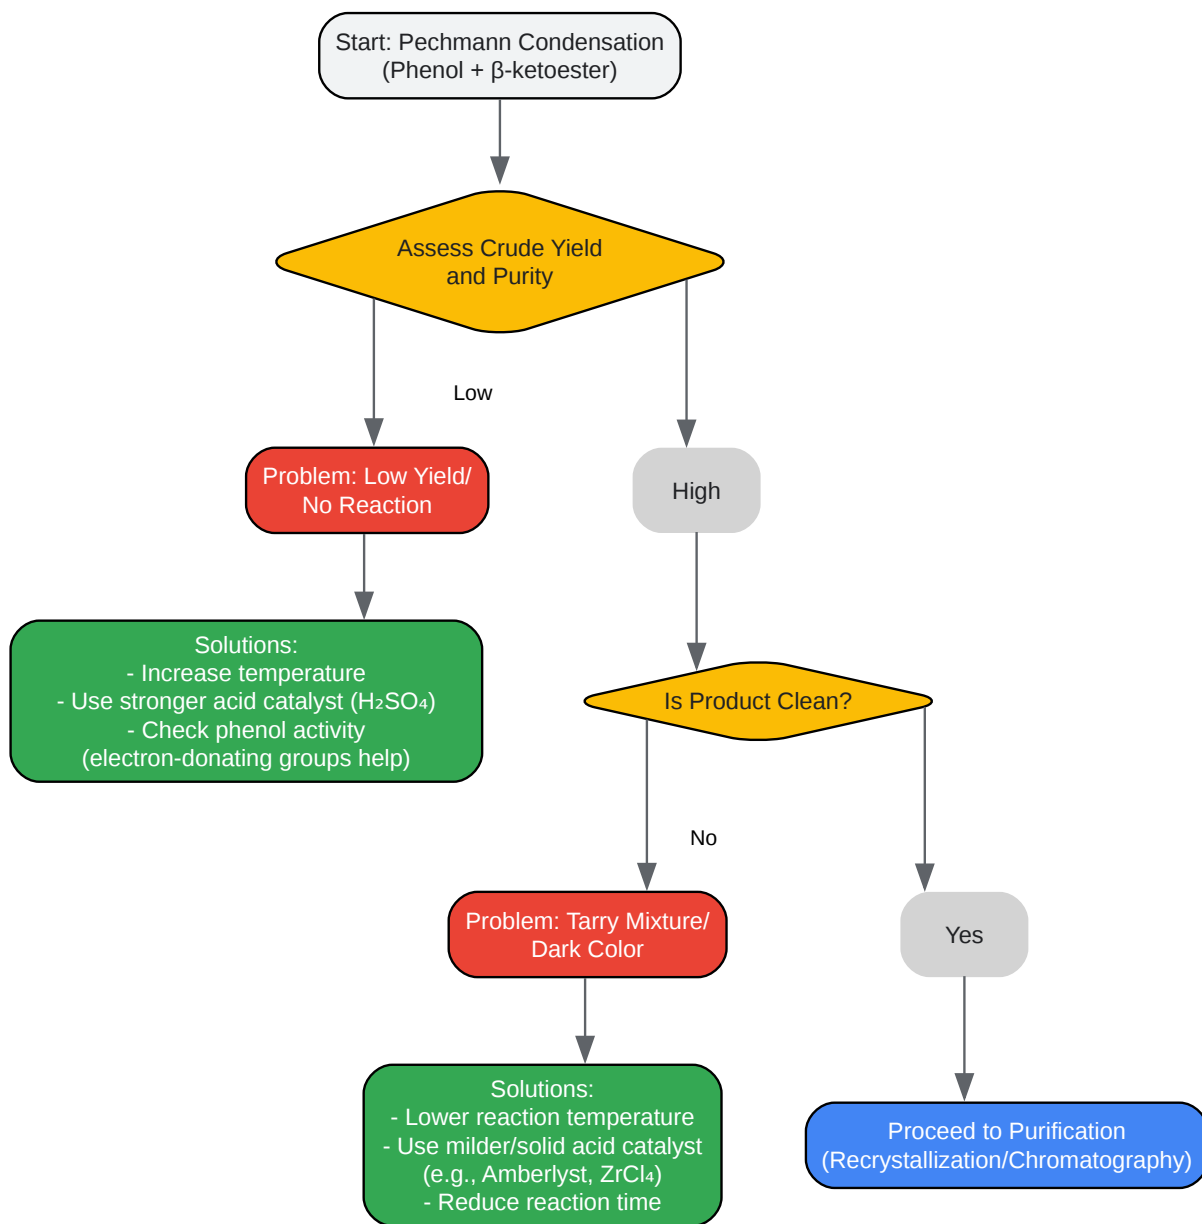 Start: Pechmann Condensation
(Phenol + β-ketoester)
Assess Crude Yield
and Purity
Low
Problem: Low Yield/
No Reaction
High
Solutions:
- Increase temperature
- Use stronger acid catalyst (H₂SO₄)
- Check phenol activity
(electron-donating groups help)
Is Product Clean?
No
Problem: Tarry Mixture/
Dark Color
Yes
Solutions:
- Lower reaction temperature
- Use milder/solid acid catalyst
(e.g., Amberlyst, ZrCl₄)
- Reduce reaction time
Proceed to Purification
(Recrystallization/Chromatography)